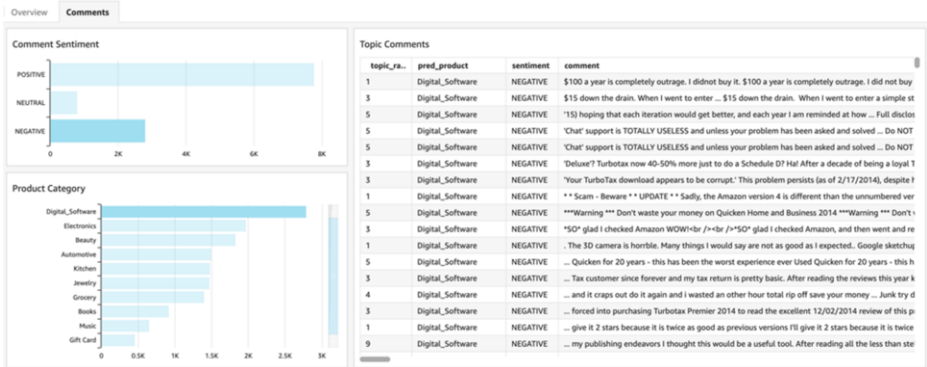 Overview Comments
Comment Sentiment
POSITIVE
NEUTRAL
NEGATIVE
0 2K 4K 6K 8K
Product Category
Digital_Software
Electronics
Beauty
Automotive
Kitchen
Jewelry
Grocery
Books
Music
Gift Card
0 0.5K 1K 1.5K 2K 2.5K 3K
Topic Comments
topic_ra.. pred_product sentiment comment
1 Digital_Software NEGATIVE $100 a year is completely outrage. I didnot buy it. $100 a year is completely outrage. I did not buy
3 Digital_Software NEGATIVE $15 down the drain. When I went to enter ... $15 down the drain. When I went to enter a simple st
5 Digital_Software NEGATIVE '15) hoping that each iteration would get better, and each year I am reminded at how ... Full disclos
5 Digital_Software NEGATIVE 'Chat' support is TOTALLY USELESS and unless your problem has been asked and solved ... Do NOT
5 Digital_Software NEGATIVE 'Chat' support is TOTALLY USELESS and unless your problem has been asked and solved ... Do NOT
3 Digital_Software NEGATIVE 'Deluxe'? Turbotax now 40-50% more just to do a Schedule D? Ha! After a decade of being a loyal T
3 Digital_Software NEGATIVE 'Your TurboTax download appears to be corrupt.' This problem persists (as of 2/17/2014), despite h
1 Digital_Software NEGATIVE * * Scam - Beware * * UPDATE * * Sadly, the Amazon version 4 is different than the unnumbered ver
5 Digital_Software NEGATIVE ***Warning *** Don't waste your money on Quicken Home and Business 2014 ***Warning *** Don't
3 Digital_Software NEGATIVE *SO* glad I checked Amazon WOW!<br /><br />*SO* glad I checked Amazon, and then went and re
1 Digital_Software NEGATIVE . The 3D camera is horrble. Many things I would say are not as good as I expected.. Google sketchup
5 Digital_Software NEGATIVE ... Quicken for 20 years - this has been the worst experience ever Used Quicken for 20 years - this h
3 Digital_Software NEGATIVE ... Tax customer since forever and my tax return is pretty basic. After reading the reviews this year k
4 Digital_Software NEGATIVE ... and it craps out do it again and i wasted an other hour total rip off save your money ... Junk try d
3 Digital_Software NEGATIVE ... forced into purchasing Turbotax Premier 2014 to read the excellent 12/02/2014 review of this p
1 Digital_Software NEGATIVE ... give it 2 stars because it is twice as good as previous versions I'll give it 2 stars because it is twice
9 Digital_Software NEGATIVE ... my publishing endeavors I thought this would be a useful tool. After reading all the less than ste